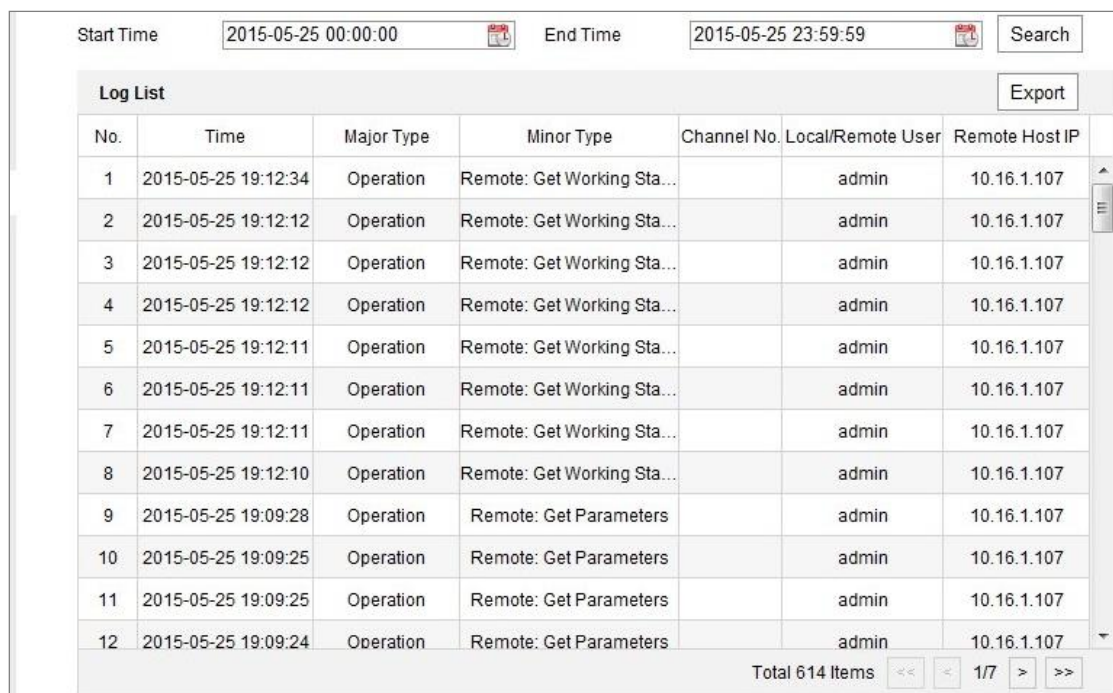 Start Time 2015-05-25 00:00:00 End Time 2015-05-25 23:59:59 Search
Log List Export
No. Time Major Type Minor Type Channel No. Local/Remote User Remote Host IP
1 2015-05-25 19:12:34 Operation Remote: Get Working Sta... admin 10.16.1.107
2 2015-05-25 19:12:12 Operation Remote: Get Working Sta... admin 10.16.1.107
3 2015-05-25 19:12:12 Operation Remote: Get Working Sta... admin 10.16.1.107
4 2015-05-25 19:12:12 Operation Remote: Get Working Sta... admin 10.16.1.107
5 2015-05-25 19:12:11 Operation Remote: Get Working Sta... admin 10.16.1.107
6 2015-05-25 19:12:11 Operation Remote: Get Working Sta... admin 10.16.1.107
7 2015-05-25 19:12:11 Operation Remote: Get Working Sta... admin 10.16.1.107
8 2015-05-25 19:12:10 Operation Remote: Get Working Sta... admin 10.16.1.107
9 2015-05-25 19:09:28 Operation Remote: Get Parameters admin 10.16.1.107
10 2015-05-25 19:09:25 Operation Remote: Get Parameters admin 10.16.1.107
11 2015-05-25 19:09:25 Operation Remote: Get Parameters admin 10.16.1.107
12 2015-05-25 19:09:24 Operation Remote: Get Parameters admin 10.16.1.107
Total 614 Items << < 1/7 > >>